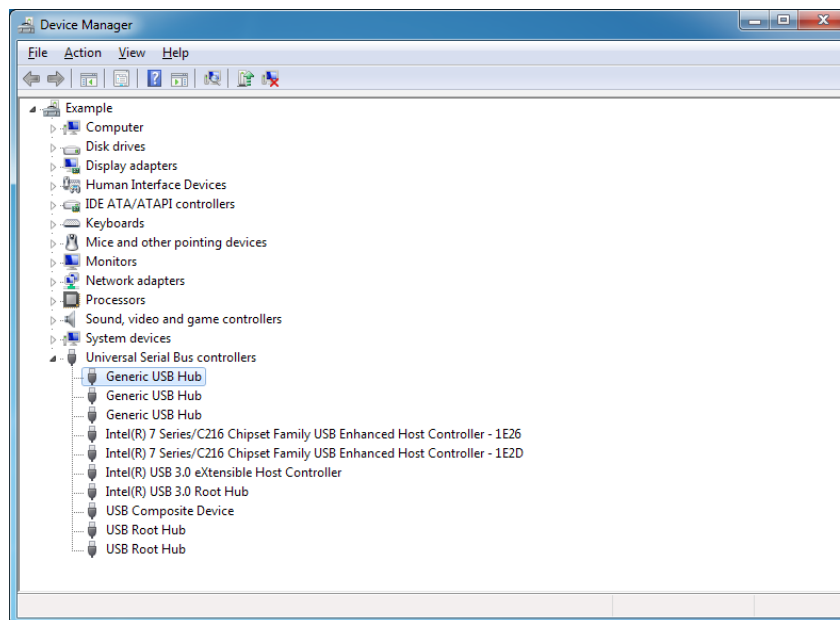 Device Manager
File Action View Help
Example
Computer
Disk drives
Display adapters
Human Interface Devices
IDE ATA/ATAPI controllers
Keyboards
Mice and other pointing devices
Monitors
Network adapters
Processors
Sound, video and game controllers
System devices
Universal Serial Bus controllers
Generic USB Hub
Generic USB Hub
Generic USB Hub
Intel(R) 7 Series/C216 Chipset Family USB Enhanced Host Controller - 1E26
Intel(R) 7 Series/C216 Chipset Family USB Enhanced Host Controller - 1E2D
Intel(R) USB 3.0 eXtensible Host Controller
Intel(R) USB 3.0 Root Hub
USB Composite Device
USB Root Hub
USB Root Hub